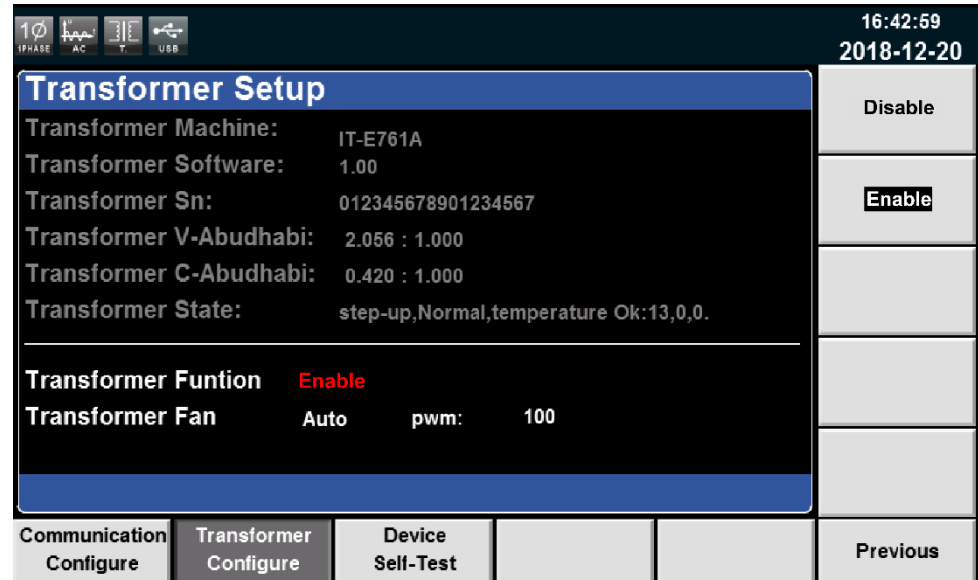 1Ø
1PHASE
u
AC
T.
USB
16:42:59
2018-12-20
Transformer Setup
Transformer Machine: IT-E761A
Transformer Software: 1.00
Transformer Sn: 012345678901234567
Transformer V-Abudhabi: 2.056 : 1.000
Transformer C-Abudhabi: 0.420 : 1.000
Transformer State: step-up,Normal,temperature Ok:13,0,0.
Transformer Funtion Enable
Transformer Fan Auto pwm: 100
Disable
Enable
Communication
Configure
Transformer
Configure
Device
Self-Test
Previous